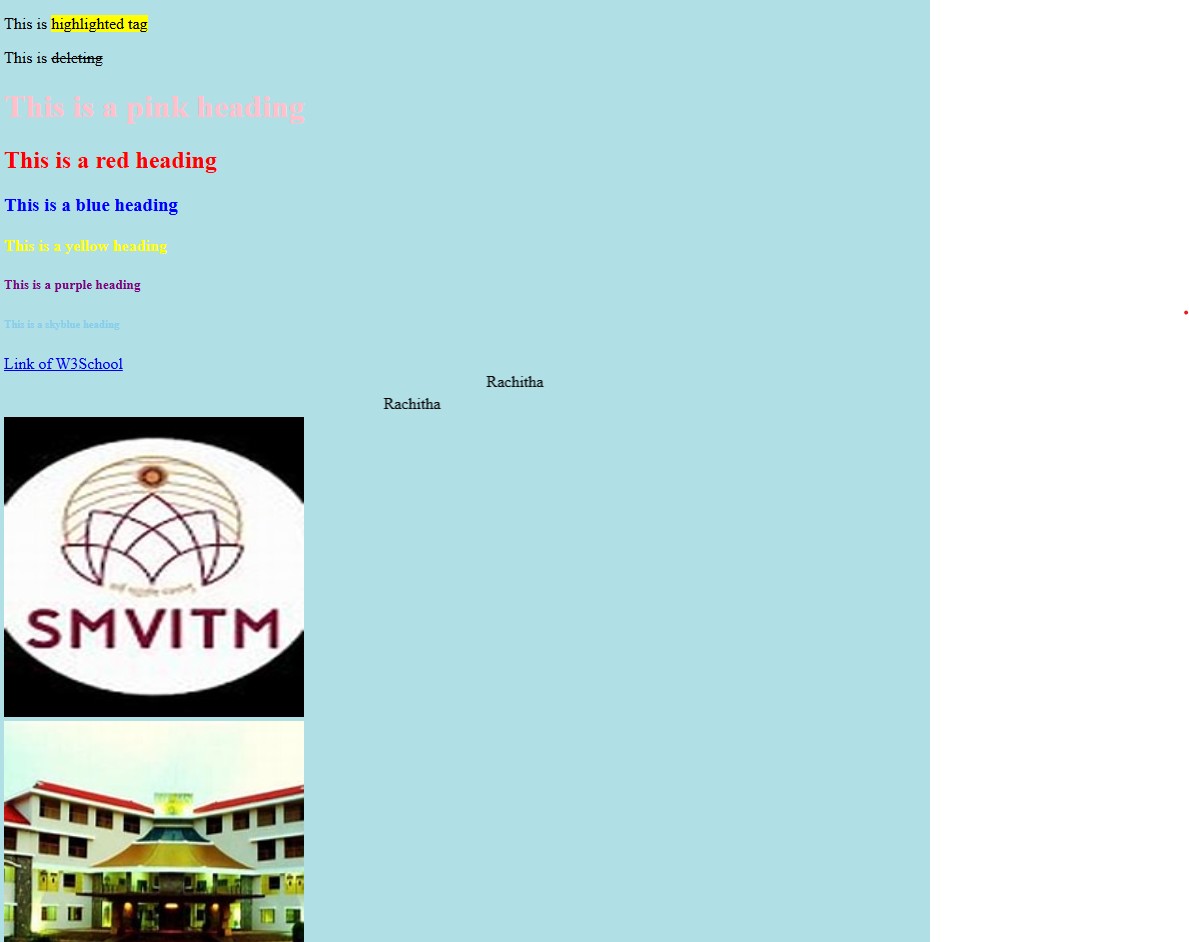 This is highlighted tag
This is deleting
This is a pink heading
This is a red heading
This is a blue heading
This is a yellow heading
This is a purple heading
This is a skyblue heading
Link of W3School
Rachitha
Rachitha
SMVITM